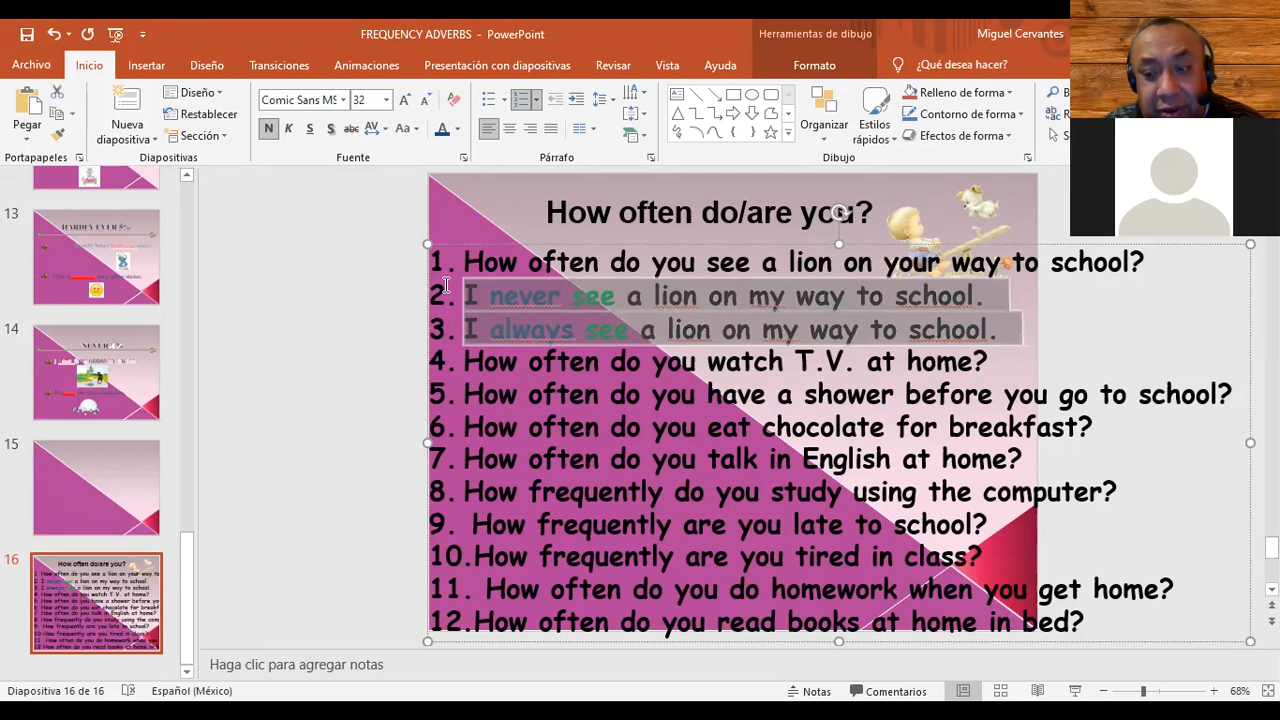 FREQUENCY ADVERBS - PowerPoint
Herramientas de dibujo
Miguel Cervantes
Archivo
Inicio
Insertar
Diseño
Transiciones
Animaciones
Presentación con diapositivas
Revisar
Vista
Ayuda
Formato
¿Qué desea hacer?
Pegar
Nueva
diapositiva
Diseño
Restablecer
Sección
Comic Sans MS
32
N K S abc
Aa
A
Organizar
Estilos
rápidos
Relleno de forma
Contorno de forma
Efectos de forma
Portapapeles
Diapositivas
Fuente
Párrafo
Dibujo
13
HARDLY EVER 5%
14
15
16
How often do/are you?
1. How often do you see a lion on your way to school?
2. I never see a lion on my way to school.
3. I always see a lion on my way to school.
4. How often do you watch T.V. at home?
5. How often do you have a shower before you go to school?
6. How often do you eat chocolate for breakfast?
7. How often do you talk in English at home?
8. How frequently do you study using the computer?
9. How frequently are you late to school?
10.How frequently are you tired in class?
11. How often do you do homework when you get home?
12.How often do you read books at home in bed?
Haga clic para agregar notas
Diapositiva 16 de 16
Español (México)
Notas
Comentarios
68%